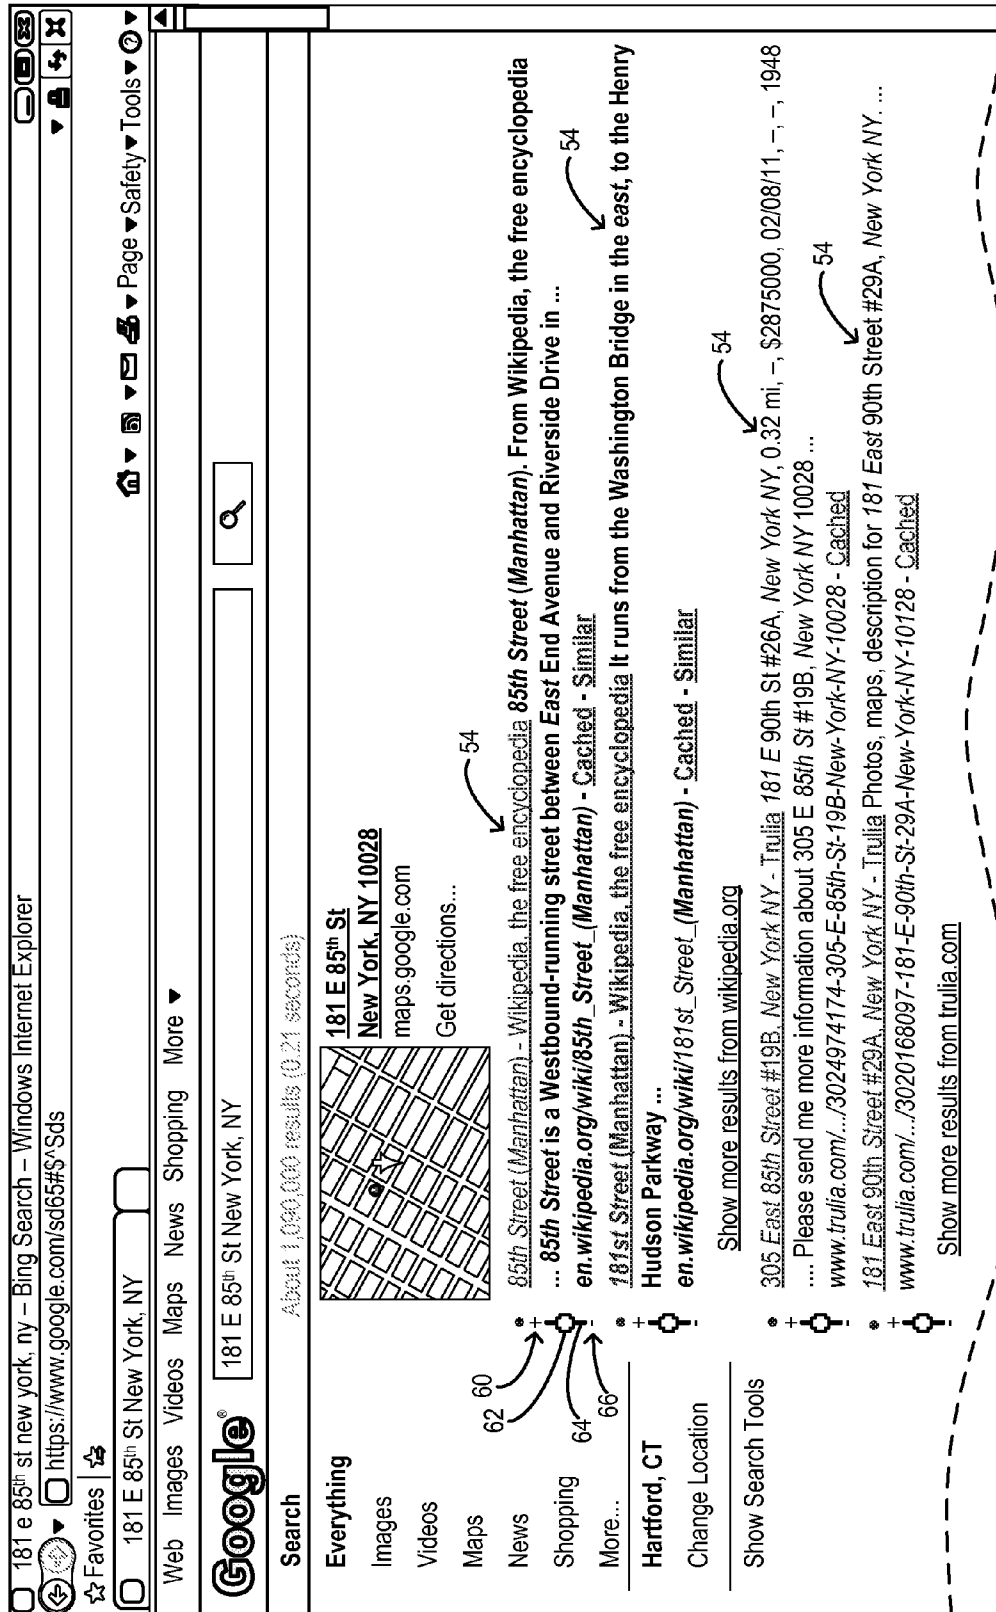 181 e 85th st new york, ny – Bing Search – Windows Internet Explorer
https://www.google.com/sd65#$^Sds
Favorites
181 E 85th St New York, NY
Page Safety Tools ?
Web Images Videos Maps News Shopping More
Google® 181 E 85th St New York, NY
Search About 1,090,000 results (0.21 seconds)
Everything
Images
Videos
Maps
News
Shopping
More...
Hartford, CT
Change Location
Show Search Tools
181 E 85th St
New York, NY 10028
maps.google.com
Get directions...
54
85th Street (Manhattan) - Wikipedia, the free encyclopedia 85th Street (Manhattan). From Wikipedia, the free encyclopedia
... 85th Street is a Westbound-running street between East End Avenue and Riverside Drive in ...
en.wikipedia.org/wiki/85th_Street_(Manhattan) - Cached - Similar
60
62
64
66
+
-
54
181st Street (Manhattan) - Wikipedia, the free encyclopedia It runs from the Washington Bridge in the east, to the Henry
Hudson Parkway ...
en.wikipedia.org/wiki/181st_Street_(Manhattan) - Cached - Similar
+
-
Show more results from wikipedia.org
54
305 East 85th Street #19B, New York NY - Trulia 181 E 90th St #26A, New York NY, 0.32 mi, –, $2875000, 02/08/11, –, –, 1948
.... Please send me more information about 305 E 85th St #19B, New York NY 10028 ...
www.trulia.com/.../3024974174-305-E-85th-St-19B-New-York-NY-10028 - Cached
+
-
54
181 East 90th Street #29A, New York NY - Trulia Photos, maps, description for 181 East 90th Street #29A, New York NY. ...
www.trulia.com/.../3020168097-181-E-90th-St-29A-New-York-NY-10128 - Cached
+
-
Show more results from trulia.com